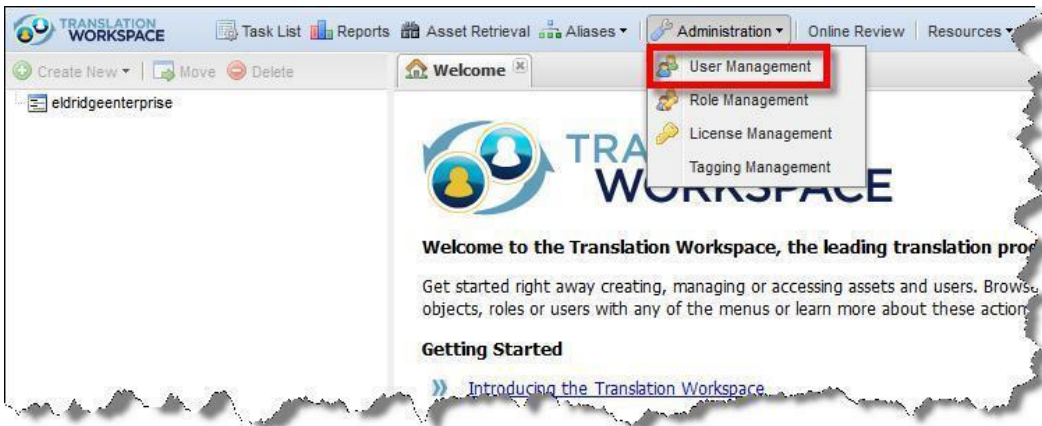 TRANSLATION
WORKSPACE
Task List Reports Asset Retrieval Aliases Administration Online Review Resources
Create New Move Delete
Welcome
User Management
eldridgeenterprise
Role Management
License Management
Tagging Management
WORKSPACE
Welcome to the Translation Workspace, the leading translation
Get started right away creating, managing or accessing assets and users.
objects, roles or users with any of the menus or learn more about these
Getting Started
Introducing the Translation Workspace